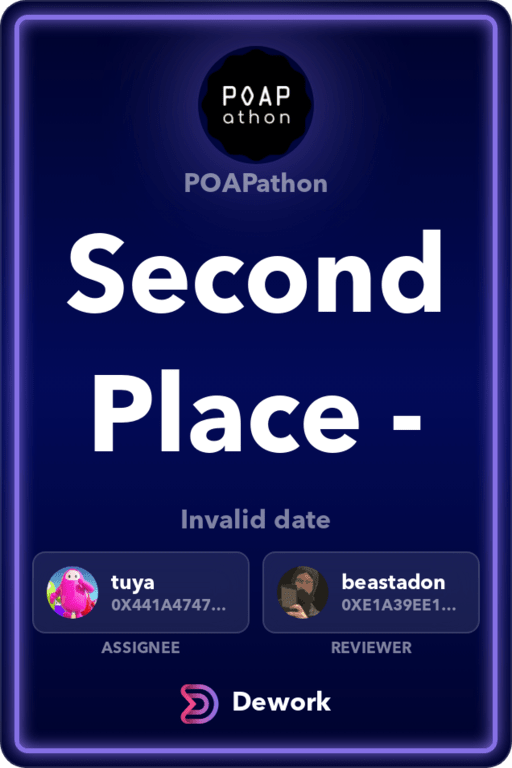 POAP
athon
POAPathon
Second
Place -
Invalid date
tuya
0X441A4747...
ASSIGNEE
beastadon
0XE1A39EE1...
REVIEWER
Dework